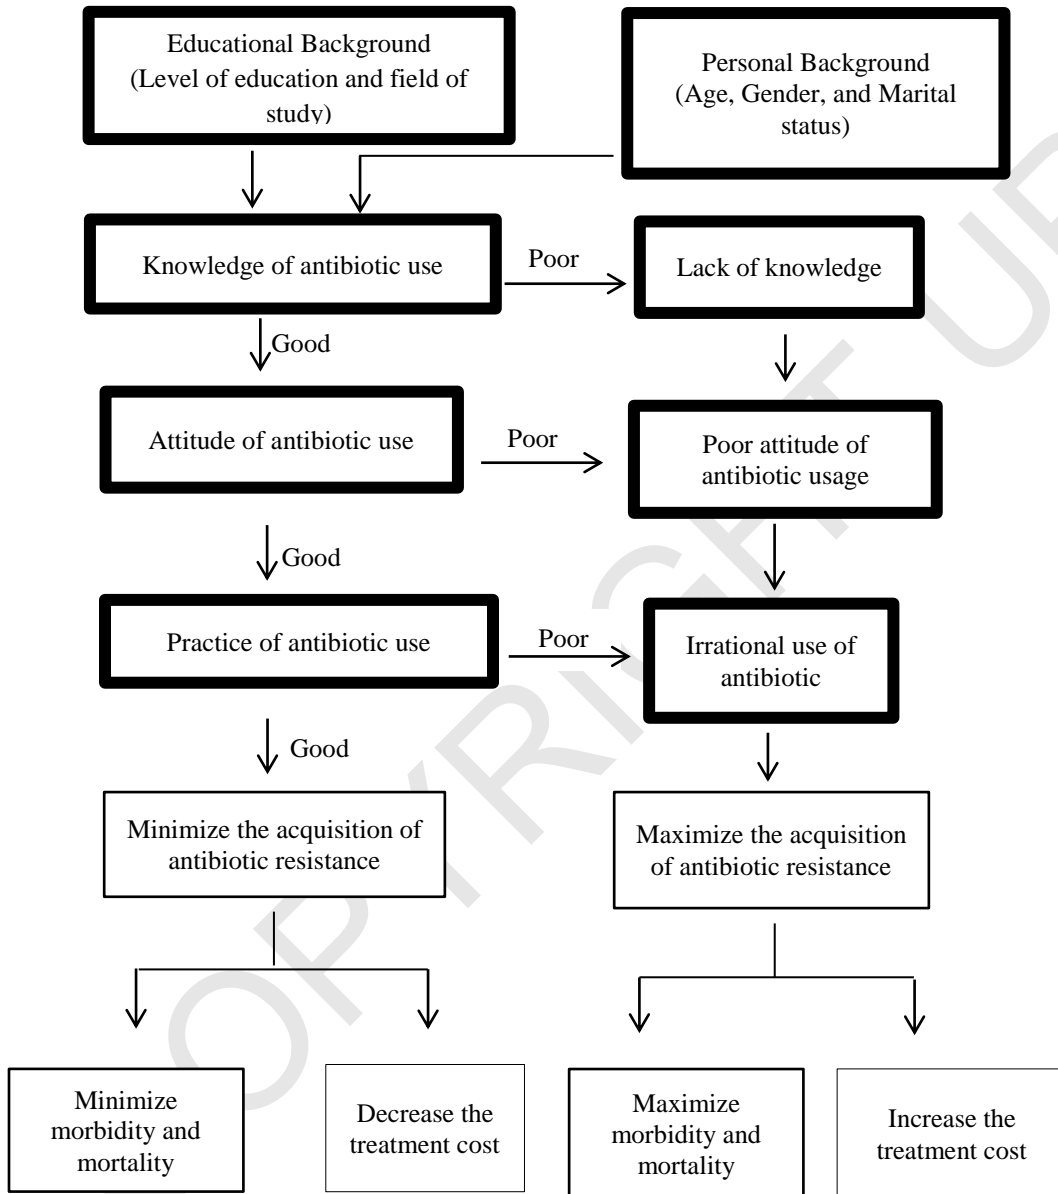 Educational Background
(Level of education and field of
study)
Personal Background
(Age, Gender, and Marital
status)
Knowledge of antibiotic use
Poor
Lack of knowledge
Good
Attitude of antibiotic use
Poor
Poor attitude of
antibiotic usage
Good
Practice of antibiotic use
Poor
Irrational use of
antibiotic
Good
Minimize the acquisition of
antibiotic resistance
Maximize the acquisition
of antibiotic resistance
Minimize
morbidity and
mortality
Decrease the
treatment cost
Maximize
morbidity and
mortality
Increase the
treatment cost
OPYRIGHT UP